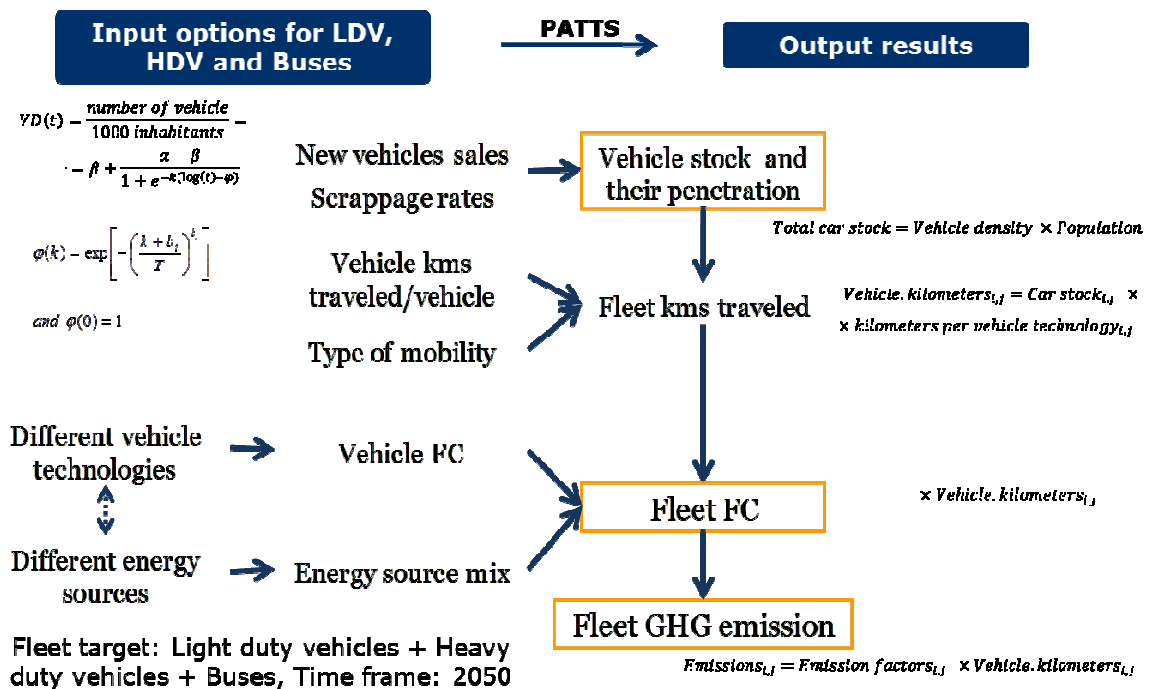 Input options for LDV,
HDV and Buses
PATTS
Output results
VD(t) = number of vehicle / 1000 inhabitants =
= β + α β / 1 + e^-k(log(t)-φ)
New vehicles sales
Scrappage rates
Vehicle stock and
their penetration
Total car stock = Vehicle density × Population
φ(k) = exp[-((k + b_i / T)^b_i]
and φ(0) = 1
Vehicle kms
traveled/vehicle
Type of mobility
Fleet kms traveled
Vehicle.kilometers_i,j = Car stock_i,j ×
× kilometers per vehicle technology_i,j
Different vehicle
technologies
Vehicle FC
Fleet FC
× Vehicle.kilometers_i,j
Different energy
sources
Energy source mix
Fleet GHG emission
Emissions_i,j = Emission factors_i,j × Vehicle.kilometers_i,j
Fleet target: Light duty vehicles + Heavy
duty vehicles + Buses, Time frame: 2050